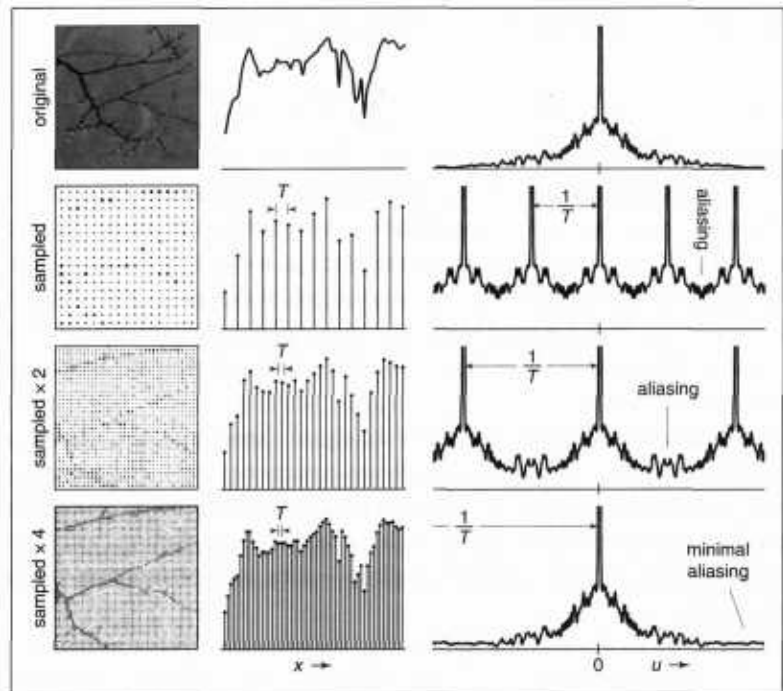 original
sampled
T
1
T
aliasing
sampled × 2
T
1
T
aliasing
sampled × 4
T
1
T
minimal
aliasing
x →
0
u →